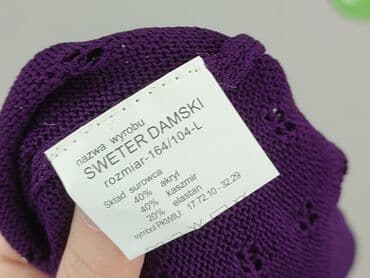 nazwa wyrobu
SWETER DAMSKI
rozmiar-164/104-L
Skład surowca
40% akryl
40% kaszmir
20% elastan
symbol PKWIU: 17.72.10 - 32.29